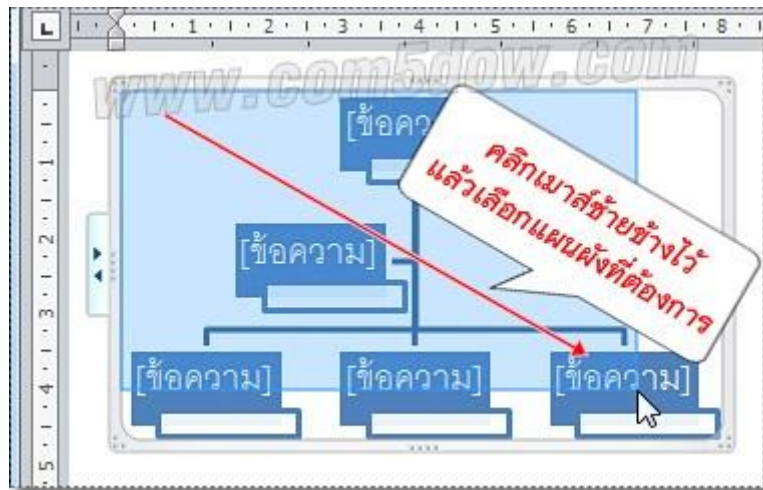 L 1 2 3 4 5 6 7 8
www.com5dow.com
[ข้อคว
คลิกเมาส์ซ้ายข้างไว้
แล้วเลือกแผนผังที่ต้องการ
[ข้อความ]
[ข้อความ] [ข้อความ] [ข้อความ]
1
2
3
4
5